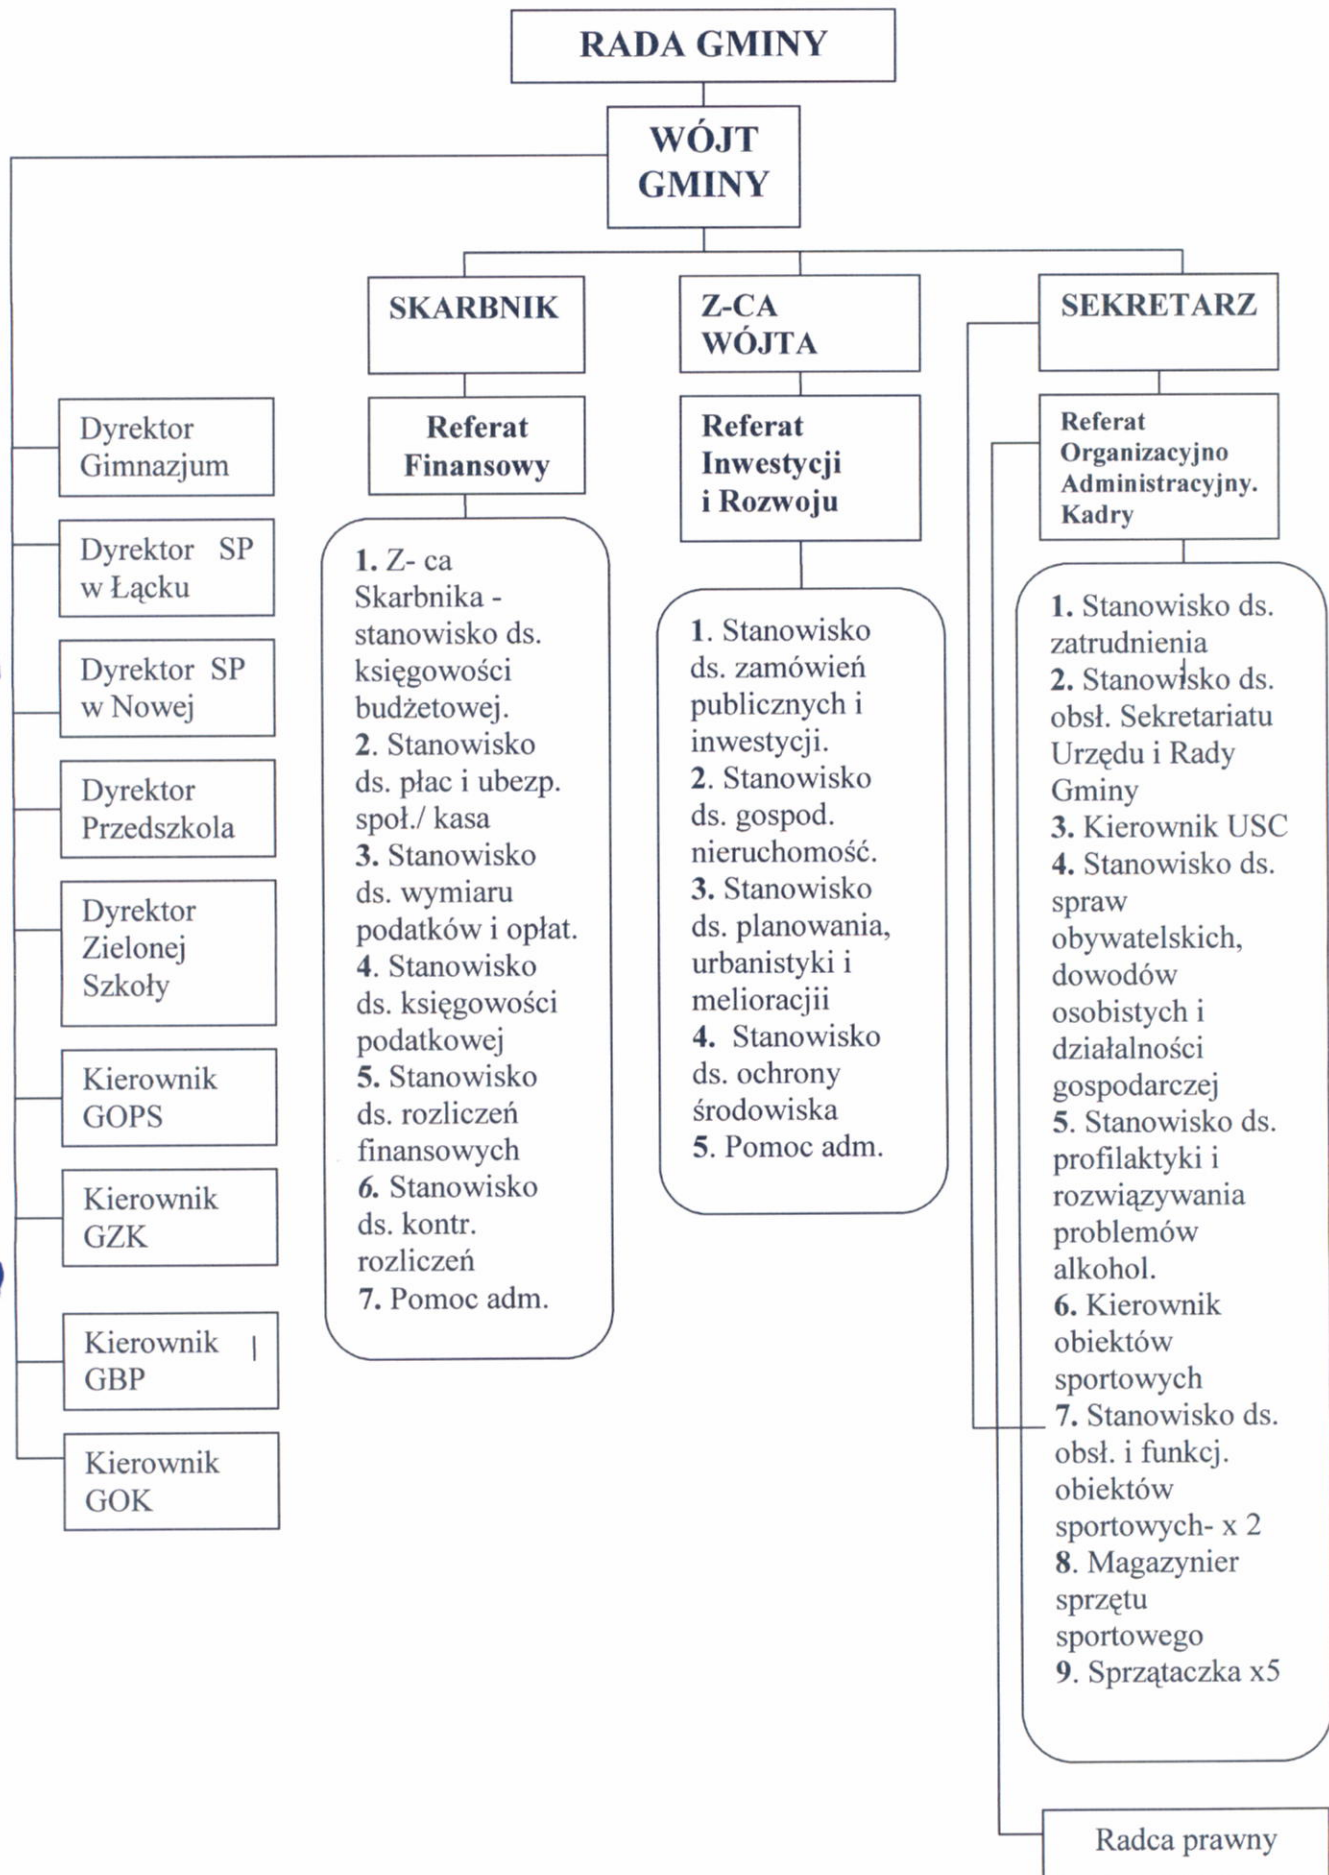 RADA GMINY
WÓJT
GMINY
SKARBNIK
Z-CA
WÓJTA
SEKRETARZ
Dyrektor
Gimnazjum
Dyrektor SP
w Łącku
Dyrektor SP
w Nowej
Dyrektor
Przedszkola
Dyrektor
Zielonej
Szkoły
Kierownik
GOPS
Kierownik
GZK
Kierownik
GBP
Kierownik
GOK
Referat
Finansowy
1. Z- ca
Skarbnika -
stanowisko ds.
księgowości
budżetowej.
2. Stanowisko
ds. płac i ubezp.
społ./ kasa
3. Stanowisko
ds. wymiaru
podatków i opłat.
4. Stanowisko
ds. księgowości
podatkowej
5. Stanowisko
ds. rozliczeń
finansowych
6. Stanowisko
ds. kontr.
rozliczeń
7. Pomoc adm.
Referat
Inwestycji
i Rozwoju
1. Stanowisko
ds. zamówień
publicznych i
inwestycji.
2. Stanowisko
ds. gospod.
nieruchomość.
3. Stanowisko
ds. planowania,
urbanistyki i
melioracjii
4. Stanowisko
ds. ochrony
środowiska
5. Pomoc adm.
Referat
Organizacyjno
Administracyjny.
Kadry
1. Stanowisko ds.
zatrudnienia
2. Stanowisko ds.
obsł. Sekretariatu
Urzędu i Rady
Gminy
3. Kierownik USC
4. Stanowisko ds.
spraw
obywatelskich,
dowodów
osobistych i
działalności
gospodarczej
5. Stanowisko ds.
profilaktyki i
rozwiązywania
problemów
alkohol.
6. Kierownik
obiektów
sportowych
7. Stanowisko ds.
obsł. i funkcj.
obiektów
sportowych- x 2
8. Magazynier
sprzętu
sportowego
9. Sprzątaczka x5
Radca prawny